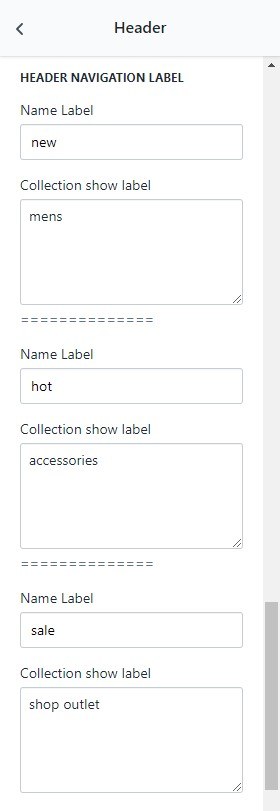 Header
HEADER NAVIGATION LABEL
Name Label
new
Collection show label
mens
==============
Name Label
hot
Collection show label
accessories
==============
Name Label
sale
Collection show label
shop outlet